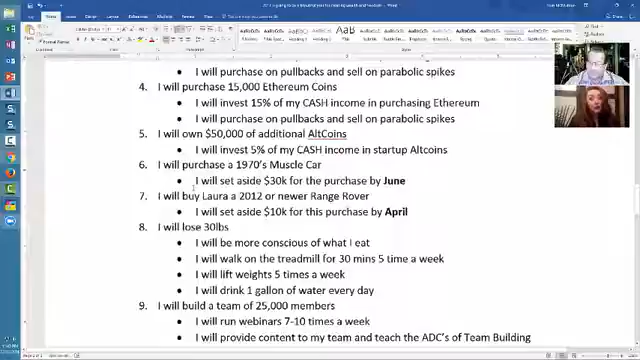 • I will purchase on pullbacks and sell on parabolic spikes
4. I will purchase 15,000 Ethereum Coins
• I will invest 15% of my CASH income in purchasing Ethereum
• I will purchase on pullbacks and sell on parabolic spikes
5. I will own $50,000 of additional AltCoins
• I will invest 5% of my CASH income in startup Altcoins
6. I will purchase a 1970's Muscle Car
• I will set aside $30k for the purchase by June
7. I will buy Laura a 2012 or newer Range Rover
• I will set aside $10k for this purchase by April
8. I will lose 30lbs
• I will be more conscious of what I eat
• I will walk on the treadmill for 30 mins 5 time a week
• I will lift weights 5 times a week
• I will drink 1 gallon of water every day
9. I will build a team of 25,000 members
• I will run webinars 7-10 times a week
• I will provide content to my team and teach the ADC's of Team Building